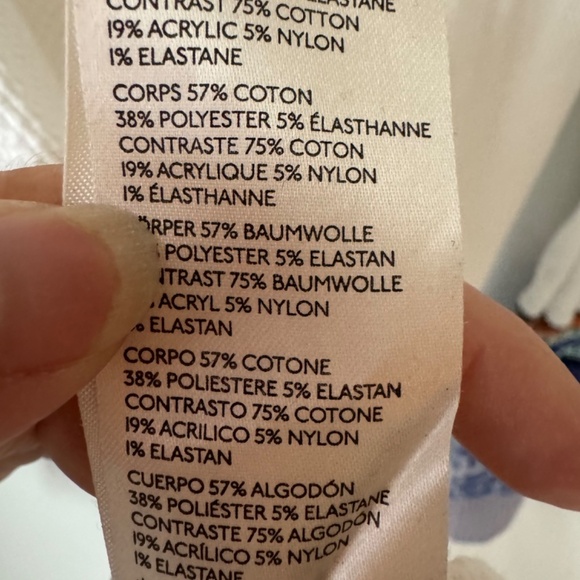 ELASTANE
CONTRAST 75% COTTON
19% ACRYLIC 5% NYLON
1% ELASTANE
CORPS 57% COTON
38% POLYESTER 5% ÉLASTHANNE
CONTRASTE 75% COTON
19% ACRYLIQUE 5% NYLON
1% ÉLASTHANNE
57% BAUMWOLLE
POLYESTER 5% ELASTAN
75% BAUMWOLLE
ACRYL 5% NYLON
ELASTAN
CORPO 57% COTONE
38% POLIESTERE 5% ELASTAN
CONTRASTO 75% COTONE
19% ACRILICO 5% NYLON
1% ELASTAN
CUERPO 57% ALGODÓN
38% POLIÉSTER 5% ELASTANE
CONTRASTE 75% ALGODÓN
19% ACRÍLICO 5% NYLON
1% ELASTANE